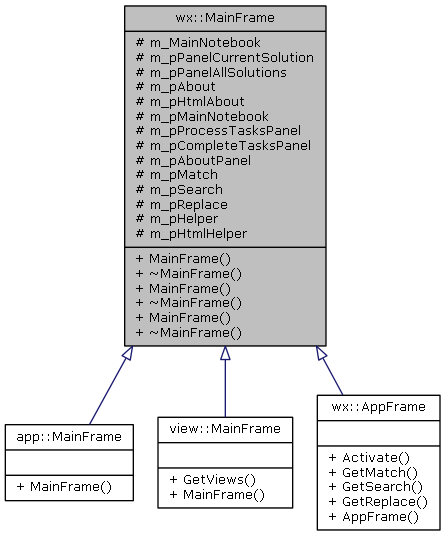 wx::MainFrame
# m_MainNotebook
# m_pPanelCurrentSolution
# m_pPanelAllSolutions
# m_pAbout
# m_pHtmlAbout
# m_pMainNotebook
# m_pProcessTasksPanel
# m_pCompleteTasksPanel
# m_pAboutPanel
# m_pMatch
# m_pSearch
# m_pReplace
# m_pHelper
# m_pHtmlHelper
+ MainFrame()
+ ~MainFrame()
+ MainFrame()
+ ~MainFrame()
+ MainFrame()
+ ~MainFrame()
app::MainFrame
+ MainFrame()
view::MainFrame
+ GetViews()
+ MainFrame()
wx::AppFrame
+ Activate()
+ GetMatch()
+ GetSearch()
+ GetReplace()
+ AppFrame()